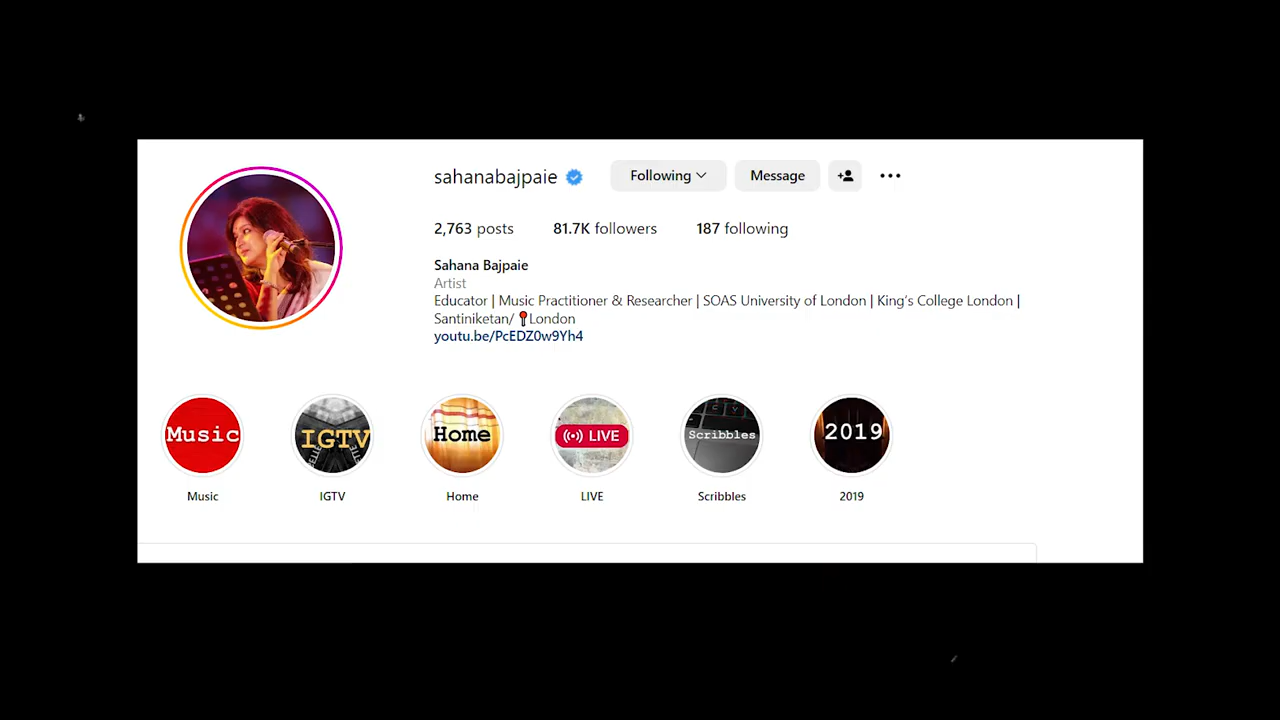 sahanabajpaie Following Message
2,763 posts 81.7K followers 187 following
Sahana Bajpaie
Artist
Educator | Music Practitioner & Researcher | SOAS University of London | King's College London |
Santiniketan/📍London
youtu.be/PcEDZ0w9Yh4
Music IGTV Home LIVE Scribbles 2019
Music IGTV Home LIVE Scribbles 2019